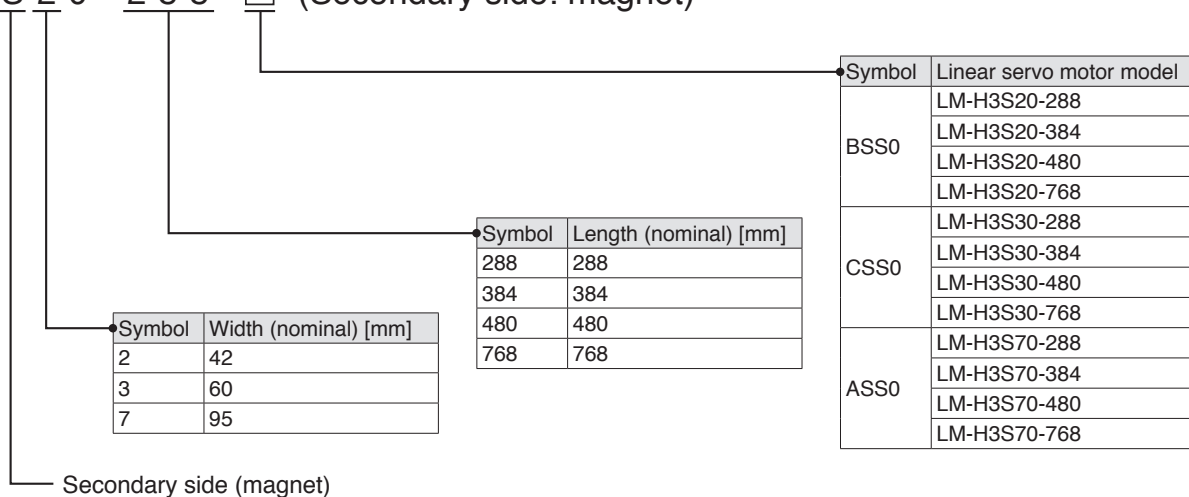 (Secondary side: magnet)
Symbol Linear servo motor model
BSS0
LM-H3S20-288
LM-H3S20-384
LM-H3S20-480
LM-H3S20-768
CSS0
LM-H3S30-288
LM-H3S30-384
LM-H3S30-480
LM-H3S30-768
ASS0
LM-H3S70-288
LM-H3S70-384
LM-H3S70-480
LM-H3S70-768
Symbol Length (nominal) [mm]
288 288
384 384
480 480
768 768
Symbol Width (nominal) [mm]
2 42
3 60
7 95
Secondary side (magnet)